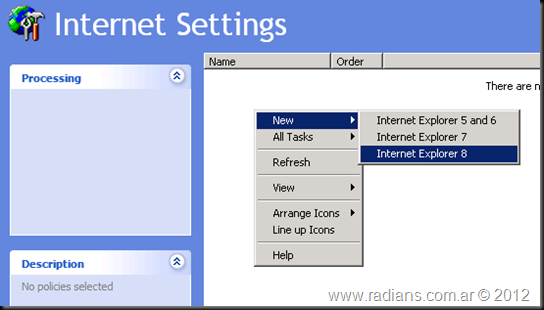 Internet Settings
Processing
Name Order
There are n
New
Internet Explorer 5 and 6
All Tasks
Internet Explorer 7
Refresh
Internet Explorer 8
View
Arrange Icons
Line up Icons
Help
Description
No policies selected
www.radians.com.ar © 2012